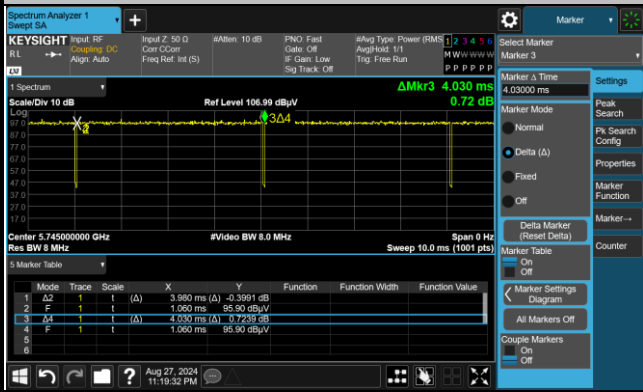 Spectrum Analyzer 1
Swept SA
Marker
KEYSIGHT
RL
Input: RF
Coupling: DC
Align: Auto
Input Z: 50 Ω
Corr CCorr
Freq Ref: Int (S)
#Atten: 10 dB
PNO: Fast
Gate: Off
IF Gain: Low
Sig Track: Off
#Avg Type: Power (RMS
Avg|Hold: 1/1
Trig: Free Run
1 2 3 4 5 6
M W W W W W
P P P P P P
LXI
Select Marker
Marker 3
1 Spectrum
ΔMkr3 4.030 ms
0.72 dB
Scale/Div 10 dB
Ref Level 106.99 dBµV
Log
97.0
87.0
77.0
67.0
57.0
47.0
37.0
27.0
17.0
3Δ4
Center 5.745000000 GHz
#Video BW 8.0 MHz
Span 0 Hz
Res BW 8 MHz
Sweep 10.0 ms (1001 pts)
5 Marker Table
Mode Trace Scale X Y Function Function Width Function Value
1 Δ2 1 t (Δ) 3.980 ms (Δ) -0.3991 dB
2 F 1 t 1.060 ms 95.90 dBµV
3 Δ4 1 t (Δ) 4.030 ms (Δ) 0.7239 dB
4 F 1 t 1.060 ms 95.90 dBµV
5
6
Marker Δ Time
4.03000 ms
Marker Mode
Normal
Delta (Δ)
Fixed
Off
Delta Marker
(Reset Delta)
Marker Table
On
Off
Marker Settings
Diagram
All Markers Off
Couple Markers
On
Off
Settings
Peak
Search
Pk Search
Config
Properties
Marker
Function
Marker→
Counter
?
Aug 27, 2024
11:19:32 PM